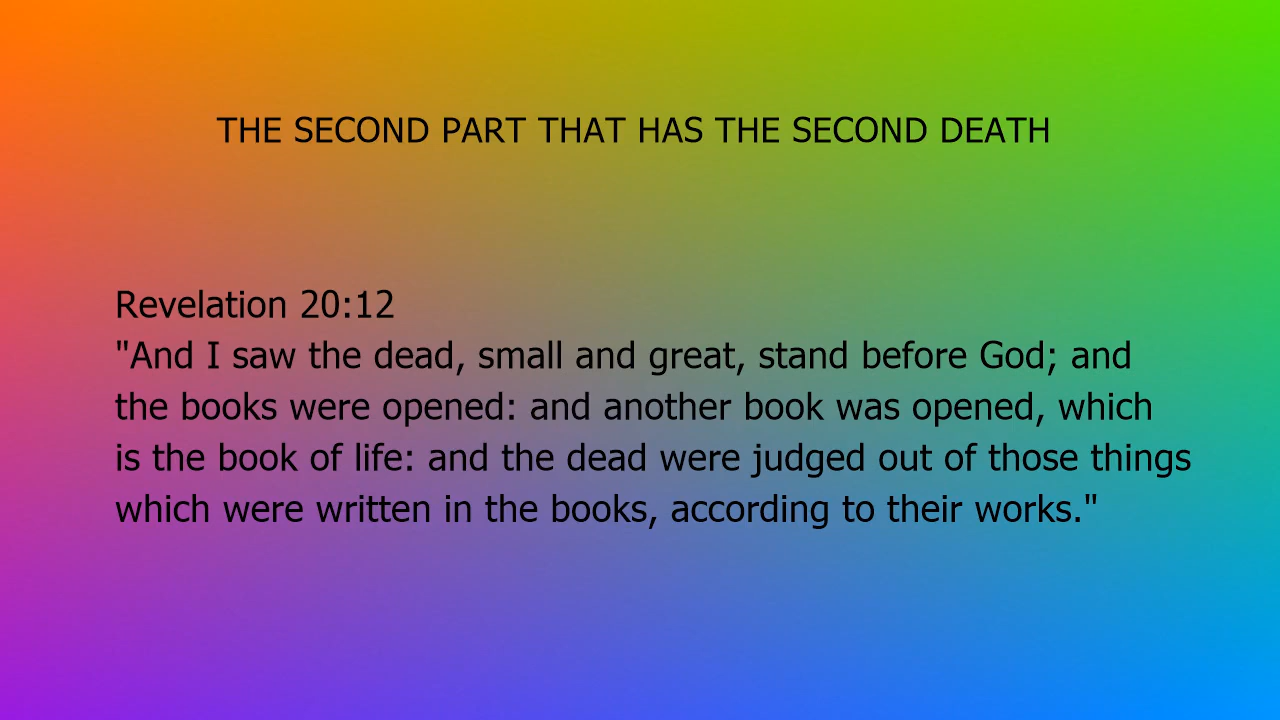 THE SECOND PART THAT HAS THE SECOND DEATH
Revelation 20:12
"And I saw the dead, small and great, stand before God; and
the books were opened: and another book was opened, which
is the book of life: and the dead were judged out of those things
which were written in the books, according to their works."